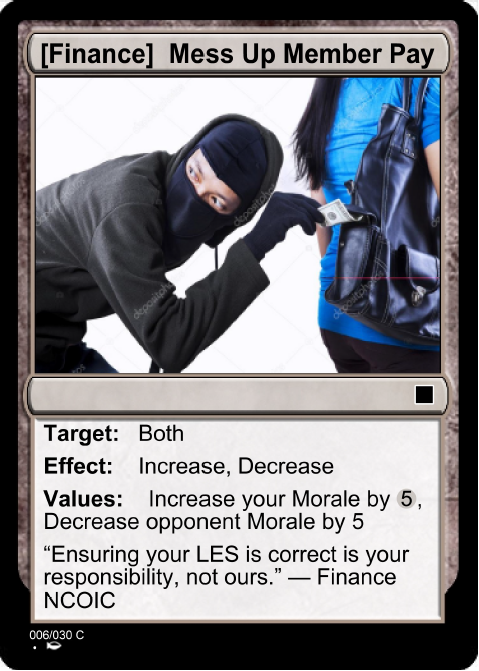 [Finance] Mess Up Member Pay
depositphotos
Target: Both
Effect: Increase, Decrease
Values: Increase your Morale by 5,
Decrease opponent Morale by 5
“Ensuring your LES is correct is your
responsibility, not ours.” — Finance
NCOIC
006/030 C